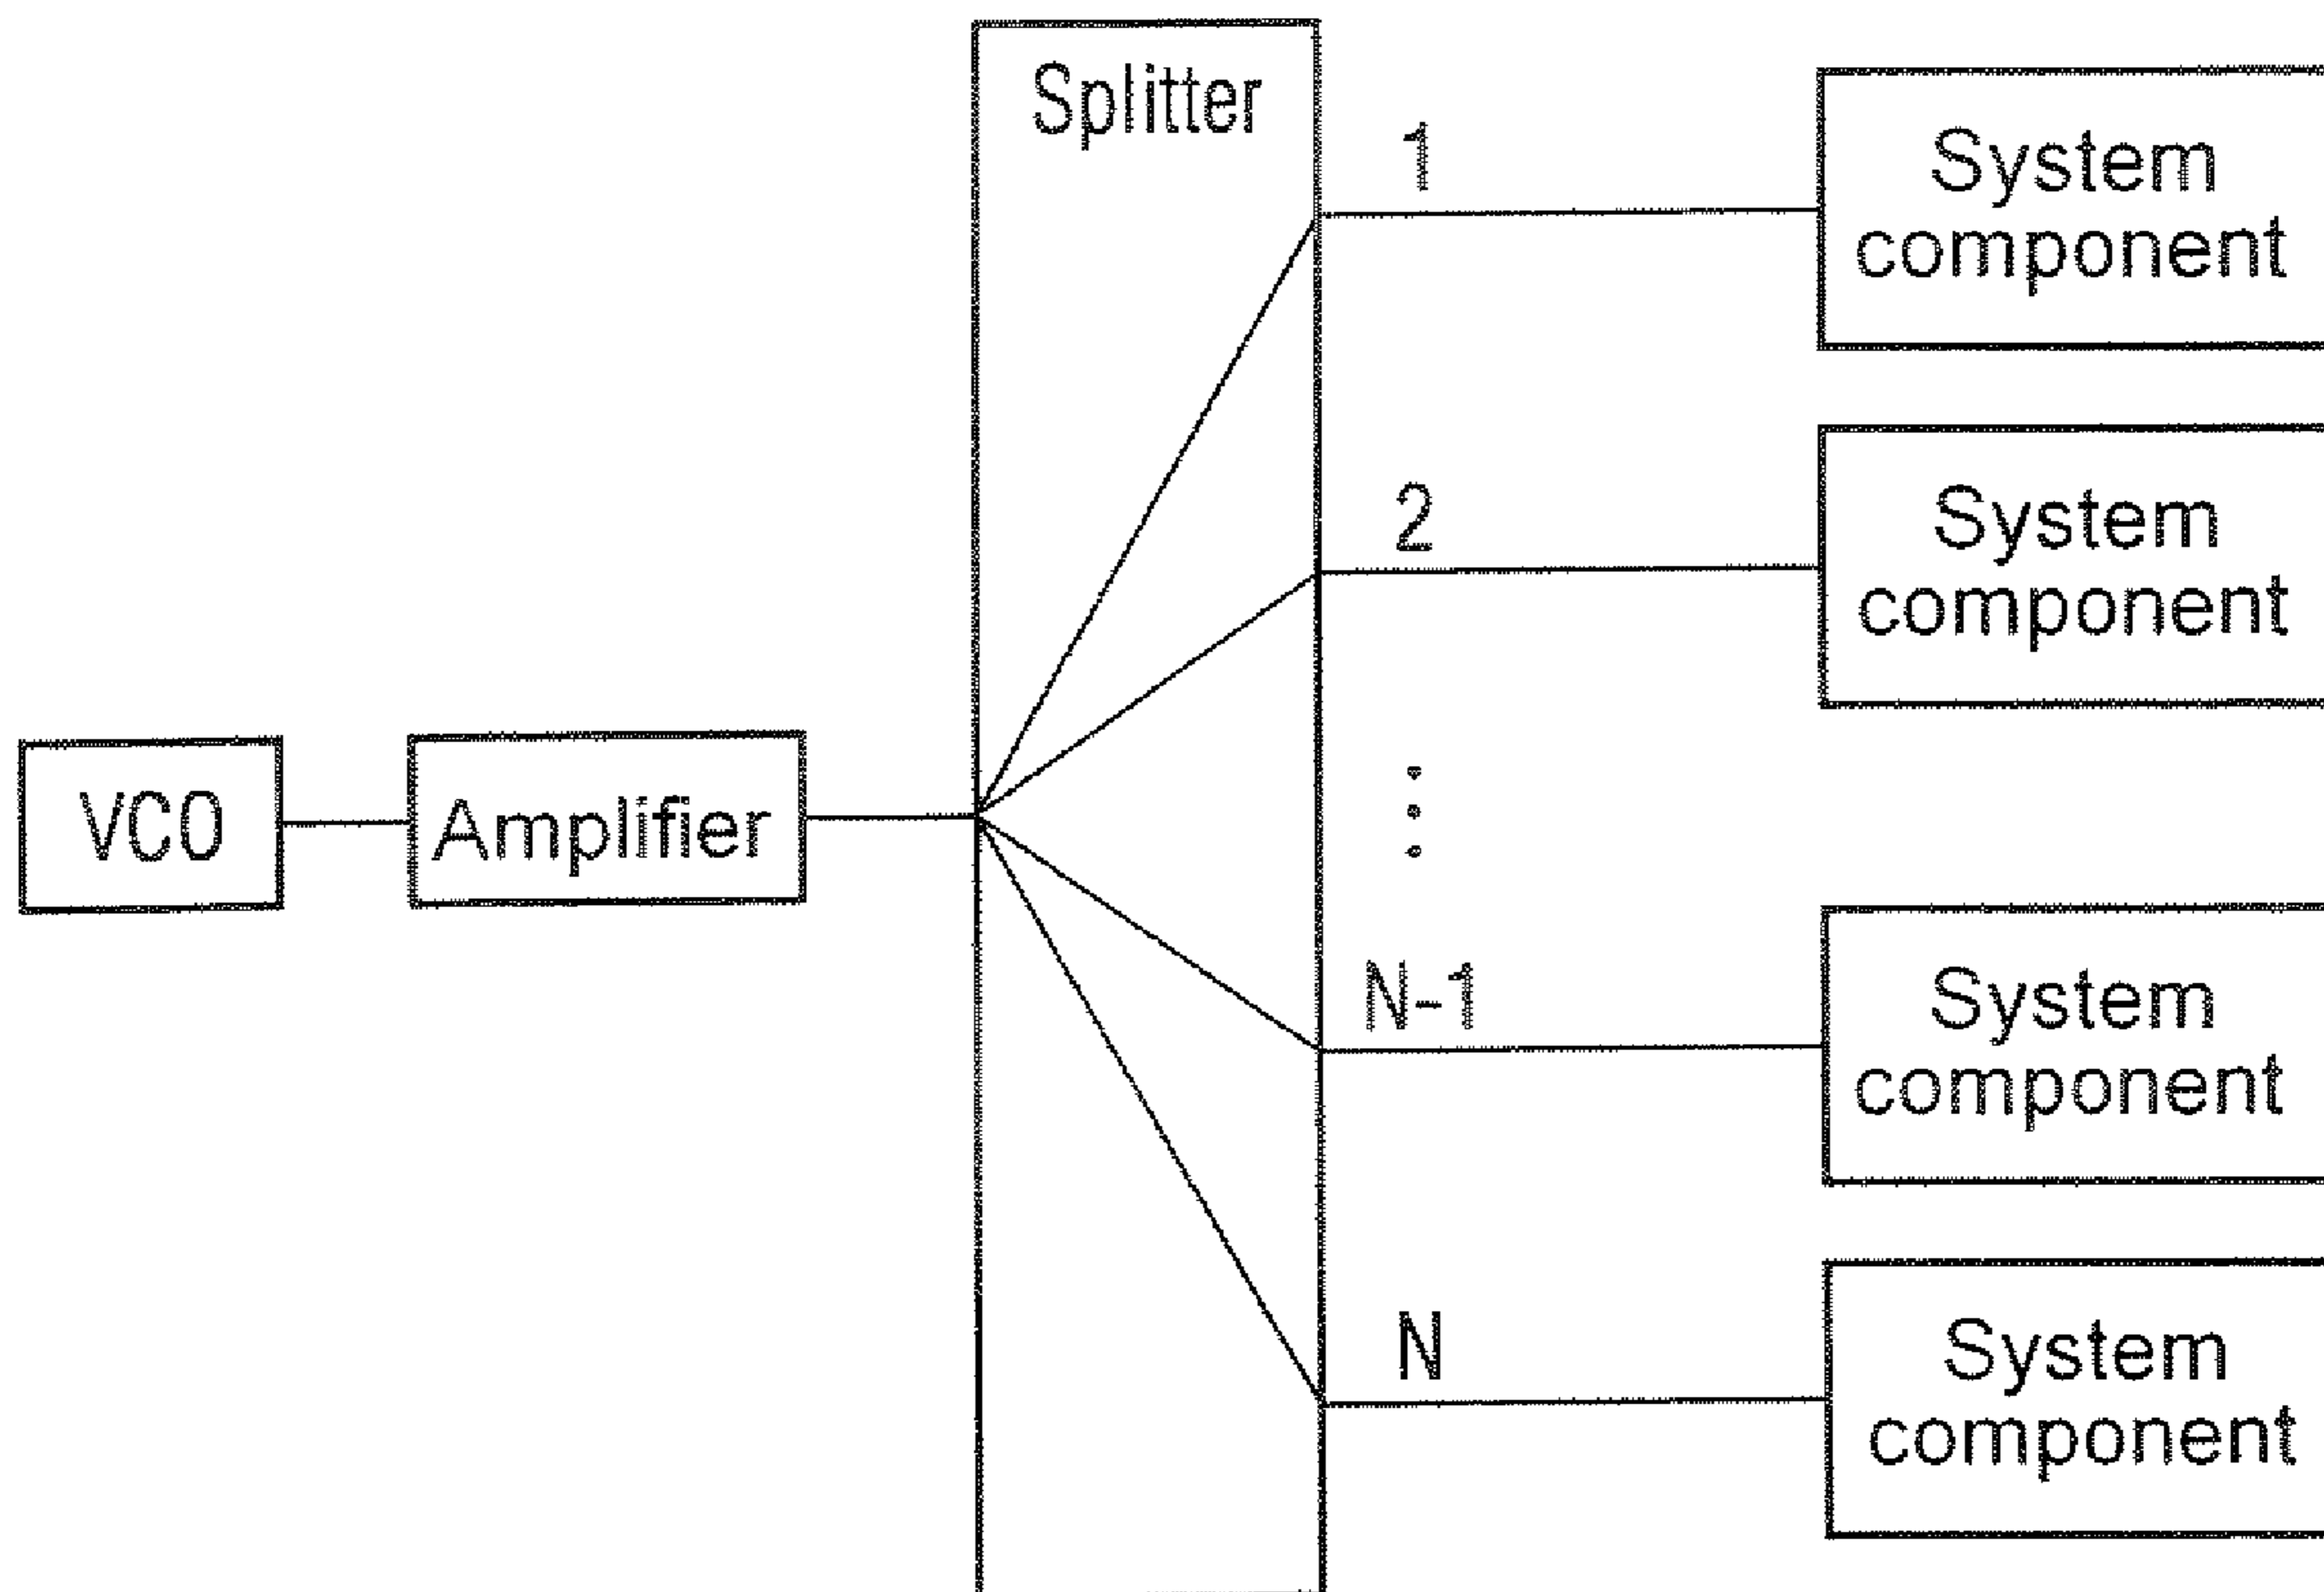 Splitter
1
System
component
2
System
component
VCO
Amplifier
N-1
System
component
N
System
component